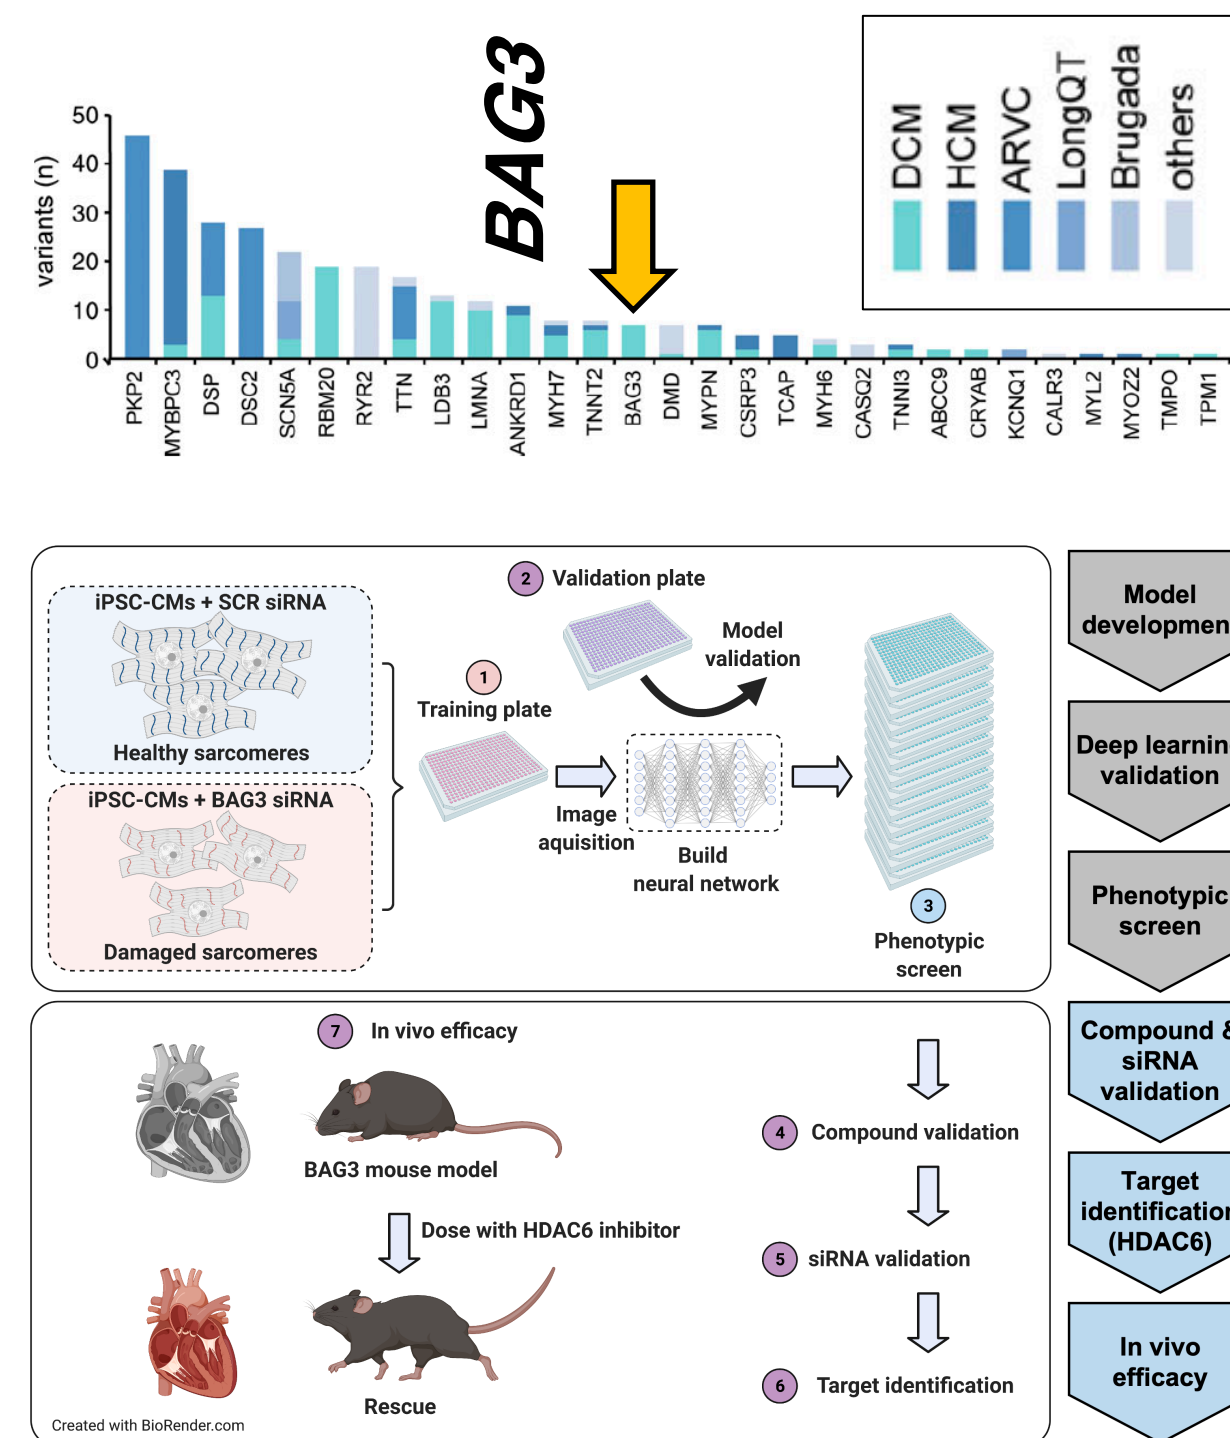 BAG3
DCM
HCM
ARVC
LongQT
Brugada
others
variants (n)
50
40
30
20
10
0
PKP2
MYBPC3
DSP
DSC2
SCN5A
RBM20
RYR2
TTN
LDB3
LMNA
ANKRD1
MYH7
TNNT2
BAG3
DMD
MYPN
CSRP3
TCAP
MYH6
CASQ2
TNNI3
ABCC9
CRYAB
KCNQ1
CALR3
MYL2
MYOZ2
TMPO
TPM1
iPSC-CMs + SCR siRNA
Healthy sarcomeres
iPSC-CMs + BAG3 siRNA
Damaged sarcomeres
1
Training plate
2 Validation plate
Model
validation
Image
aquisition
Build
neural network
3
Phenotypic
screen
Model
developmen
Deep learnin
validation
Phenotypic
screen
Compound &
siRNA
validation
Target
identification
(HDAC6)
In vivo
efficacy
7 In vivo efficacy
BAG3 mouse model
Dose with HDAC6 inhibitor
Rescue
4 Compound validation
5 siRNA validation
6 Target identification
Created with BioRender.com